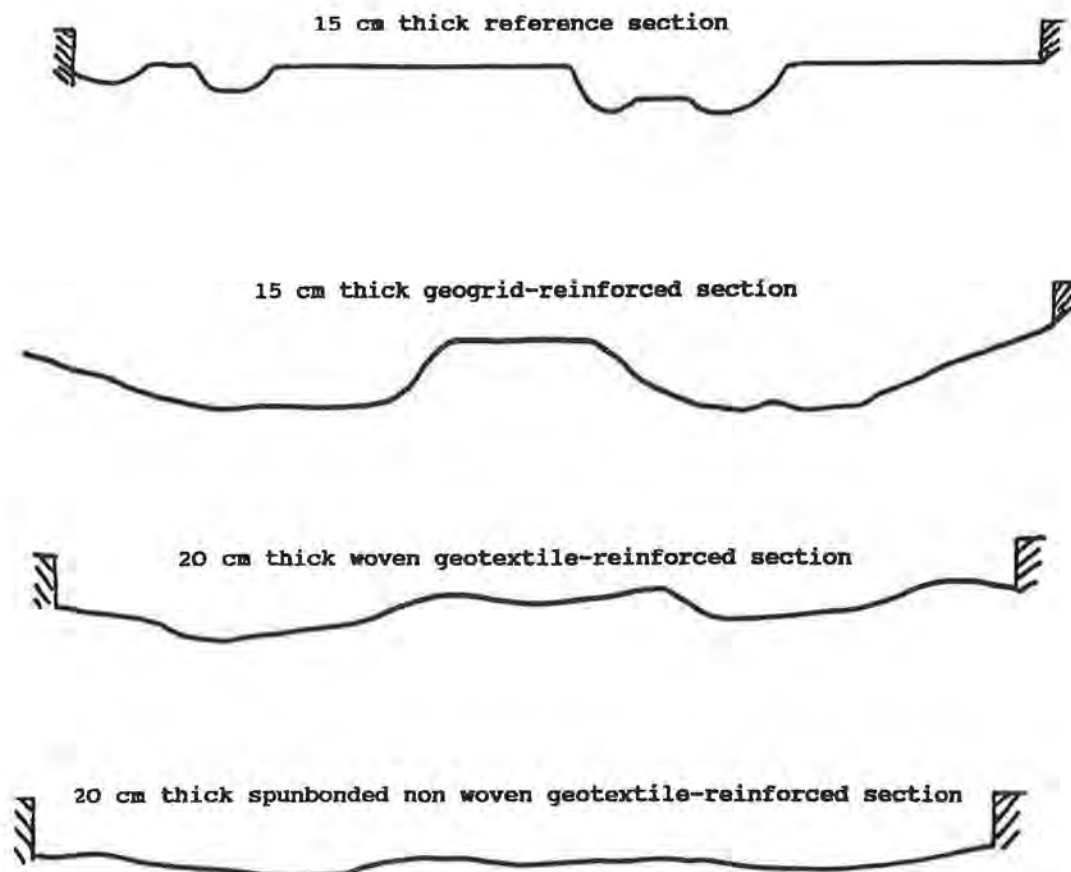 15 cm thick reference section
15 cm thick geogrid-reinforced section
20 cm thick woven geotextile-reinforced section
20 cm thick spunbonded non woven geotextile-reinforced section